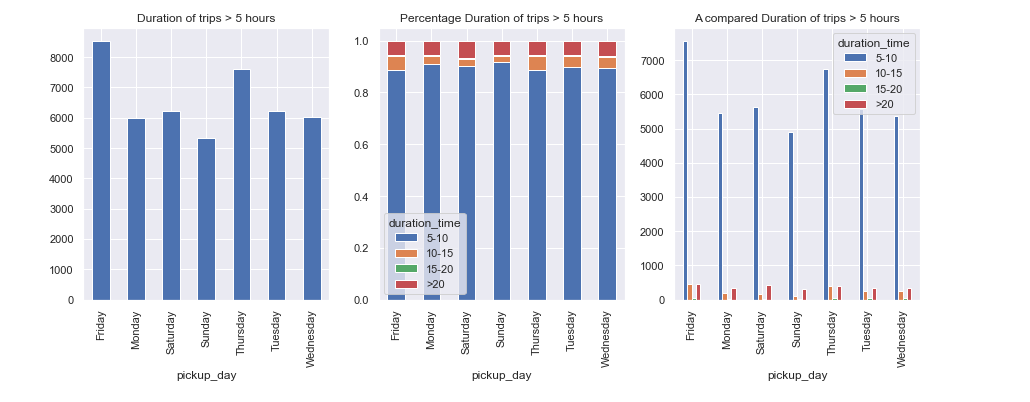 Duration of trips > 5 hours
8000
7000
6000
5000
4000
3000
2000
1000
0
Friday
Monday
Saturday
Sunday
Thursday
Tuesday
Wednesday
pickup_day
Percentage Duration of trips > 5 hours
1.0
0.8
0.6
0.4
0.2
0.0
duration_time
5-10
10-15
15-20
>20
Friday
Monday
Saturday
Sunday
Thursday
Tuesday
Wednesday
pickup_day
A compared Duration of trips > 5 hours
7000
6000
5000
4000
3000
2000
1000
0
duration_time
5-10
10-15
15-20
>20
Friday
Monday
Saturday
Sunday
Thursday
Tuesday
Wednesday
pickup_day